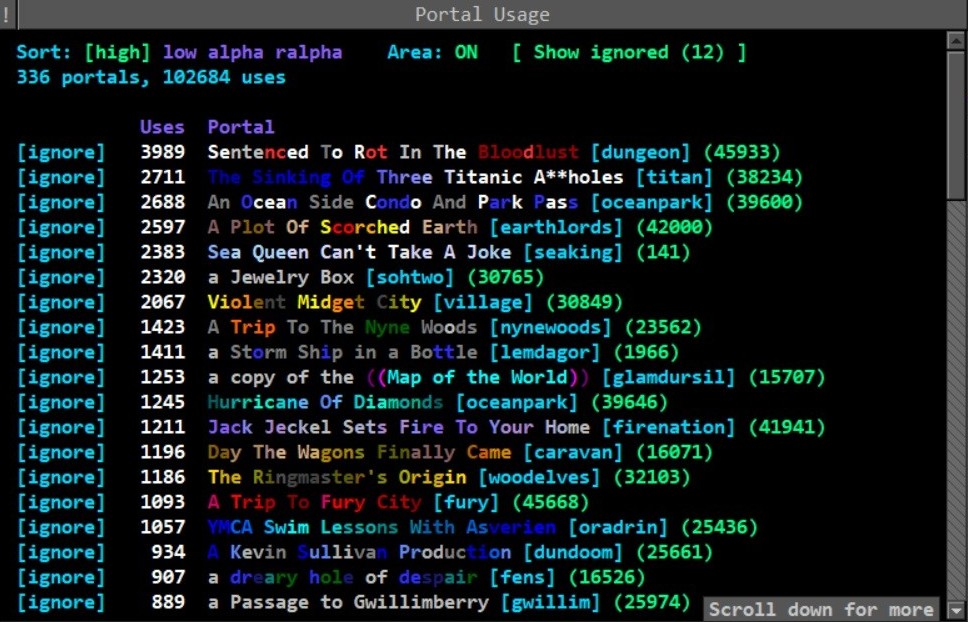 !
Portal Usage
Sort: [high] low alpha ralpha Area: ON [ Show ignored (12) ]
336 portals, 102684 uses
Uses Portal
[ignore] 3989 Sentenced To Rot In The Bloodlust [dungeon] (45933)
[ignore] 2711 The Sinking Of Three Titanic A**holes [titan] (38234)
[ignore] 2688 An Ocean Side Condo And Park Pass [oceanpark] (39600)
[ignore] 2597 A Plot Of Scorched Earth [earthlords] (42000)
[ignore] 2383 Sea Queen Can't Take A Joke [seaking] (141)
[ignore] 2320 a Jewelry Box [sohtwo] (30765)
[ignore] 2067 Violent Midget City [village] (30849)
[ignore] 1423 A Trip To The Nyne Woods [nynewoods] (23562)
[ignore] 1411 a Storm Ship in a Bottle [lemdagor] (1966)
[ignore] 1253 a copy of the ((Map of the World)) [glamdursil] (15707)
[ignore] 1245 Hurricane Of Diamonds [oceanpark] (39646)
[ignore] 1211 Jack Jeckel Sets Fire To Your Home [firenation] (41941)
[ignore] 1196 Day The Wagons Finally Came [caravan] (16071)
[ignore] 1186 The Ringmaster's Origin [woodelves] (32103)
[ignore] 1093 A Trip To Fury City [fury] (45668)
[ignore] 1057 YMCA Swim Lessons With Asverien [oradrin] (25436)
[ignore] 934 A Kevin Sullivan Production [dundoom] (25661)
[ignore] 907 a dreary hole of despair [fens] (16526)
[ignore] 889 a Passage to Gwillimberry [gwillim] (25974)
Scroll down for more